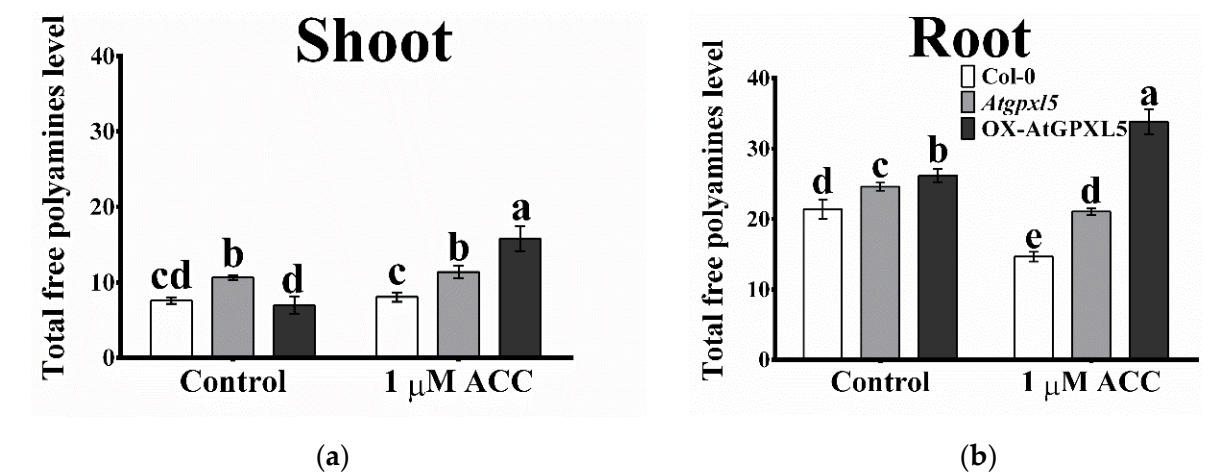 Shoot
Total free polyamines level
40
30
20
10
0
cd
b
d
c
b
a
Control
1 μM ACC
(a)
Root
Total free polyamines level
40
30
20
10
0
Col-0
Atgpxl5
OX-AtGPXL5
d
c
b
e
d
a
Control
1 μM ACC
(b)